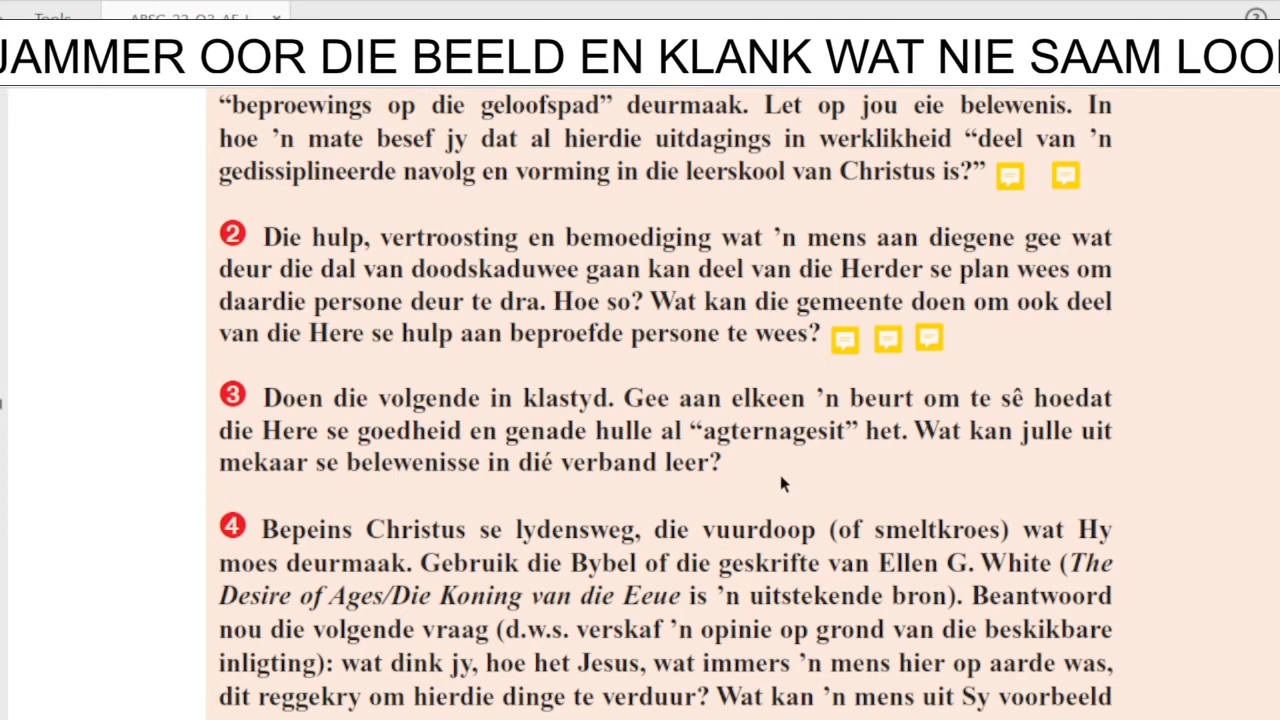 Tools
JAMMER OOR DIE BEELD EN KLANK WAT NIE SAAM
“beproewings op die geloofspad” deurmaak. Let op jou eie belewenis. In
hoe ’n mate besef jy dat al hierdie uitdagings in werklikheid “deel van ’n
gedissiplineerde navolg en vorming in die leerskool van Christus is?”
2 Die hulp, vertroosting en bemoediging wat ’n mens aan diegene gee wat
deur die dal van doodskaduwee gaan kan deel van die Herder se plan wees om
daardie persone deur te dra. Hoe so? Wat kan die gemeente doen om ook deel
van die Here se hulp aan beproefde persone te wees?
3 Doen die volgende in klastyd. Gee aan elkeen ’n beurt om te sê hoedat
die Here se goedheid en genade hulle al “agternagesit” het. Wat kan julle uit
mekaar se belewenisse in dié verband leer?
4 Bepeins Christus se lydensweg, die vuurdoop (of smeltkroes) wat Hy
moes deurmaak. Gebruik die Bybel of die geskrifte van Ellen G. White (The
Desire of Ages/Die Koning van die Eeue is ’n uitstekende bron). Beantwoord
nou die volgende vraag (d.w.s. verskaf ’n opinie op grond van die beskikbare
inligting): wat dink jy, hoe het Jesus, wat immers ’n mens hier op aarde was,
dit reggekry om hierdie dinge te verduur? Wat kan ’n mens uit Sy voorbeeld